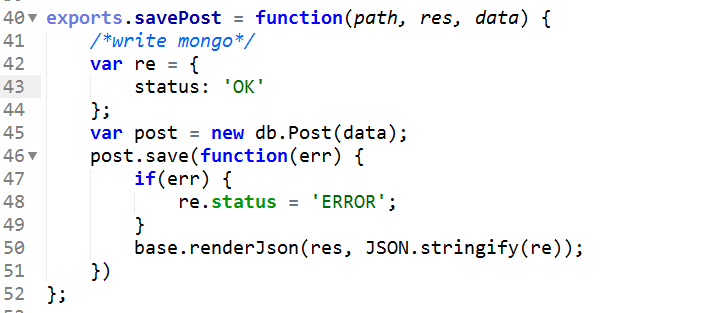 40 exports.savePost = function(path, res, data) {
41     /*write mongo*/
42     var re = {
43         status: 'OK'
44     };
45     var post = new db.Post(data);
46     post.save(function(err) {
47         if(err) {
48             re.status = 'ERROR';
49         }
50         base.renderJson(res, JSON.stringify(re));
51     })
52 };